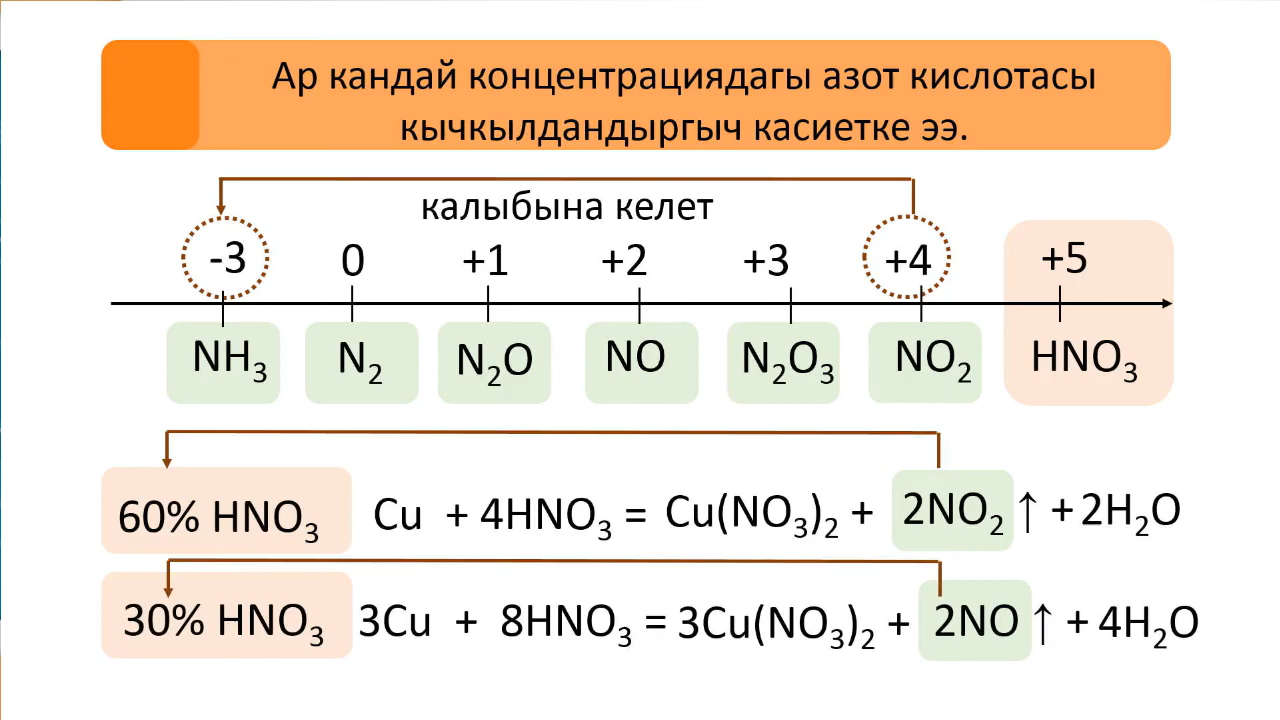 Ар кандай концентрациядагы азот кислотасы
кычкылдандыргыч касиетке ээ.
калыбына келет
-3 0 +1 +2 +3 +4 +5
NH₃ N₂ N₂O NO N₂O₃ NO₂ HNO₃
60% HNO₃ Cu + 4HNO₃ = Cu(NO₃)₂ + 2NO₂ ↑ + 2H₂O
30% HNO₃ 3Cu + 8HNO₃ = 3Cu(NO₃)₂ + 2NO ↑ + 4H₂O